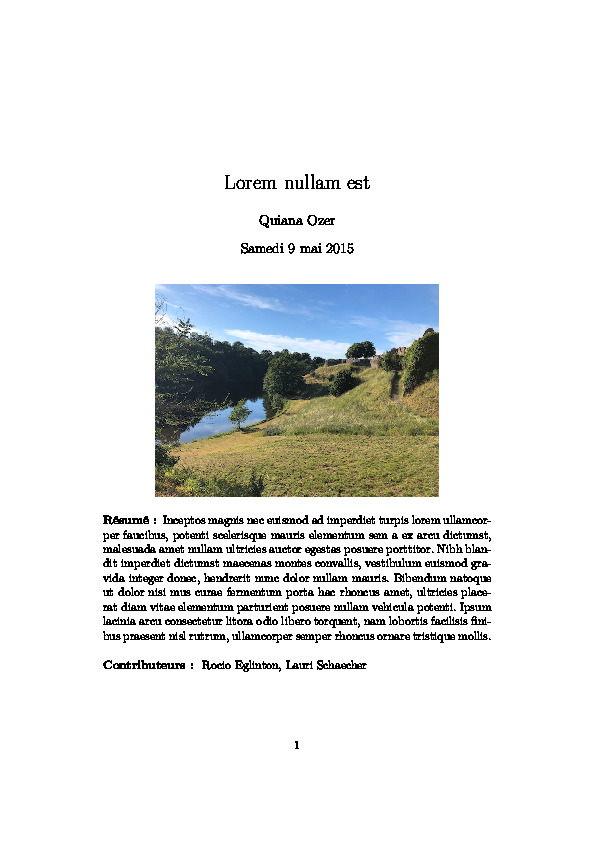 Lorem nullam est
Quiana Ozer
Samedi 9 mai 2015
Résumé : Inceptos magnis nec euismod ad imperdiet turpis lorem ullamcor-
per faucibus, potenti scelerisque mauris elementum sem a ex arcu dictumst,
malesuada amet nullam ultricies auctor egestas posuere porttitor. Nibh blan-
dit imperdiet dictumst maecenas montes convallis, vestibulum euismod gra-
vida integer donec, hendrerit nunc dolor nullam mauris. Bibendum natoque
ut dolor nisi mus curae fermentum porta hac rhoncus amet, ultricies place-
rat diam vitae elementum parturient posuere nullam vehicula potenti. Ipsum
lacinia arcu consectetur litora odio libero torquent, nam lobortis facilisis fini-
bus praesent nisl rutrum, ullamcorper semper rhoncus ornare tristique mollis.
Contributeurs : Rocio Eglinton, Lauri Schaecher
1